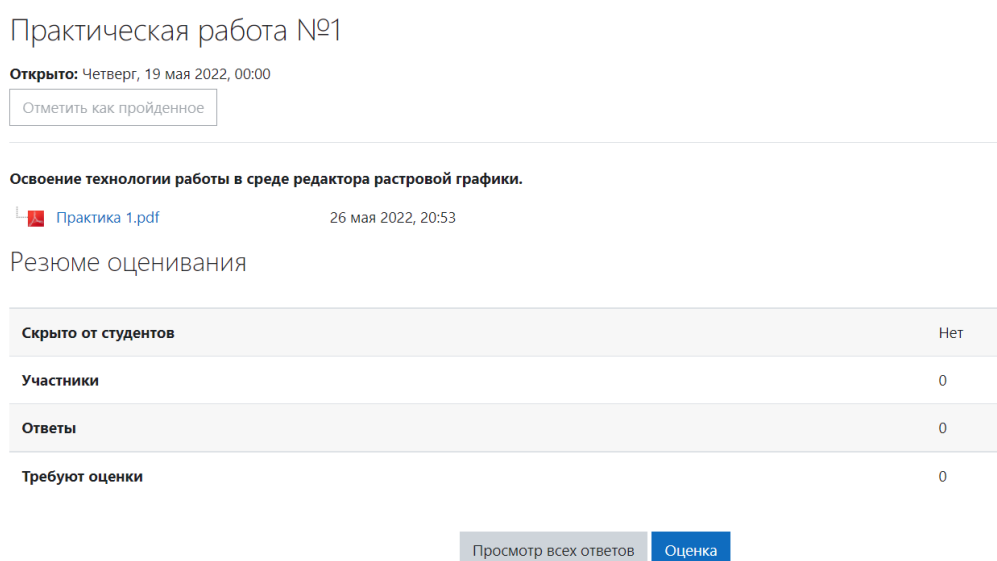 Практическая работа №1
Открыто: Четверг, 19 мая 2022, 00:00
Отметить как пройденное
Освоение технологии работы в среде редактора растровой графики.
Практика 1.pdf 26 мая 2022, 20:53
Резюме оценивания
Скрыто от студентов Нет
Участники 0
Ответы 0
Требуют оценки 0
Просмотр всех ответов Оценка